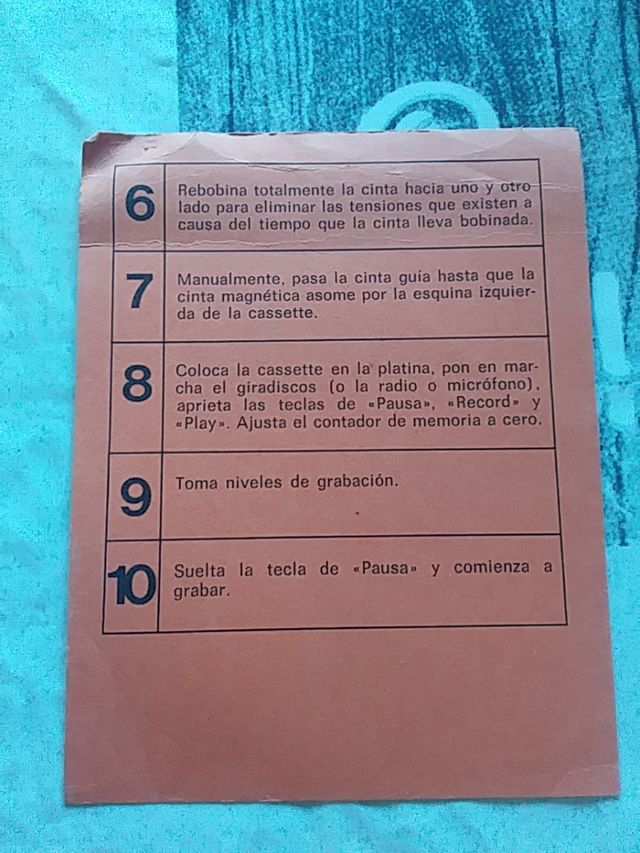 6
Rebobina totalmente la cinta hacia uno y otro
lado para eliminar las tensiones que existen a
causa del tiempo que la cinta lleva bobinada.
7
Manualmente, pasa la cinta guía hasta que la
cinta magnética asome por la esquina izquier-
da de la cassette.
8
Coloca la cassette en la platina, pon en mar-
cha el giradiscos (o la radio o micrófono),
aprieta las teclas de «Pausa», «Record» y
«Play». Ajusta el contador de memoria a cero.
9
Toma niveles de grabación.
10
Suelta la tecla de «Pausa» y comienza a
grabar.